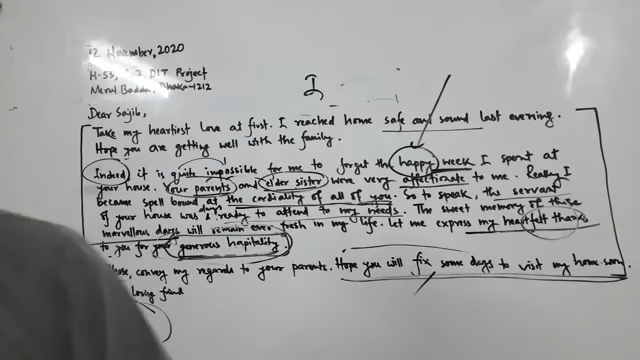 12 November, 2020
H-53, DIT Project
Merul Badda, Dhaka-1212
I
Dear Sajib,
Take my heartiest love at first. I reached home safe and sound last evening.
Hope you are getting well with the family.
Indeed it is quite impossible for me to forget the happy week I spent at
your house. Your parents and elder sister were very affectionate to me. Really I
became spell bound at the cordiality of all of you. So to speak, the servant
of your house was ready to attend to my needs. The sweet memory of those
marvellous days will remain ever fresh in my life. Let me express my heartfelt thanks
to you for your generous hospitality.
convey my regards to your parents. Hope you will fix some days to visit my home soon.
loving friend